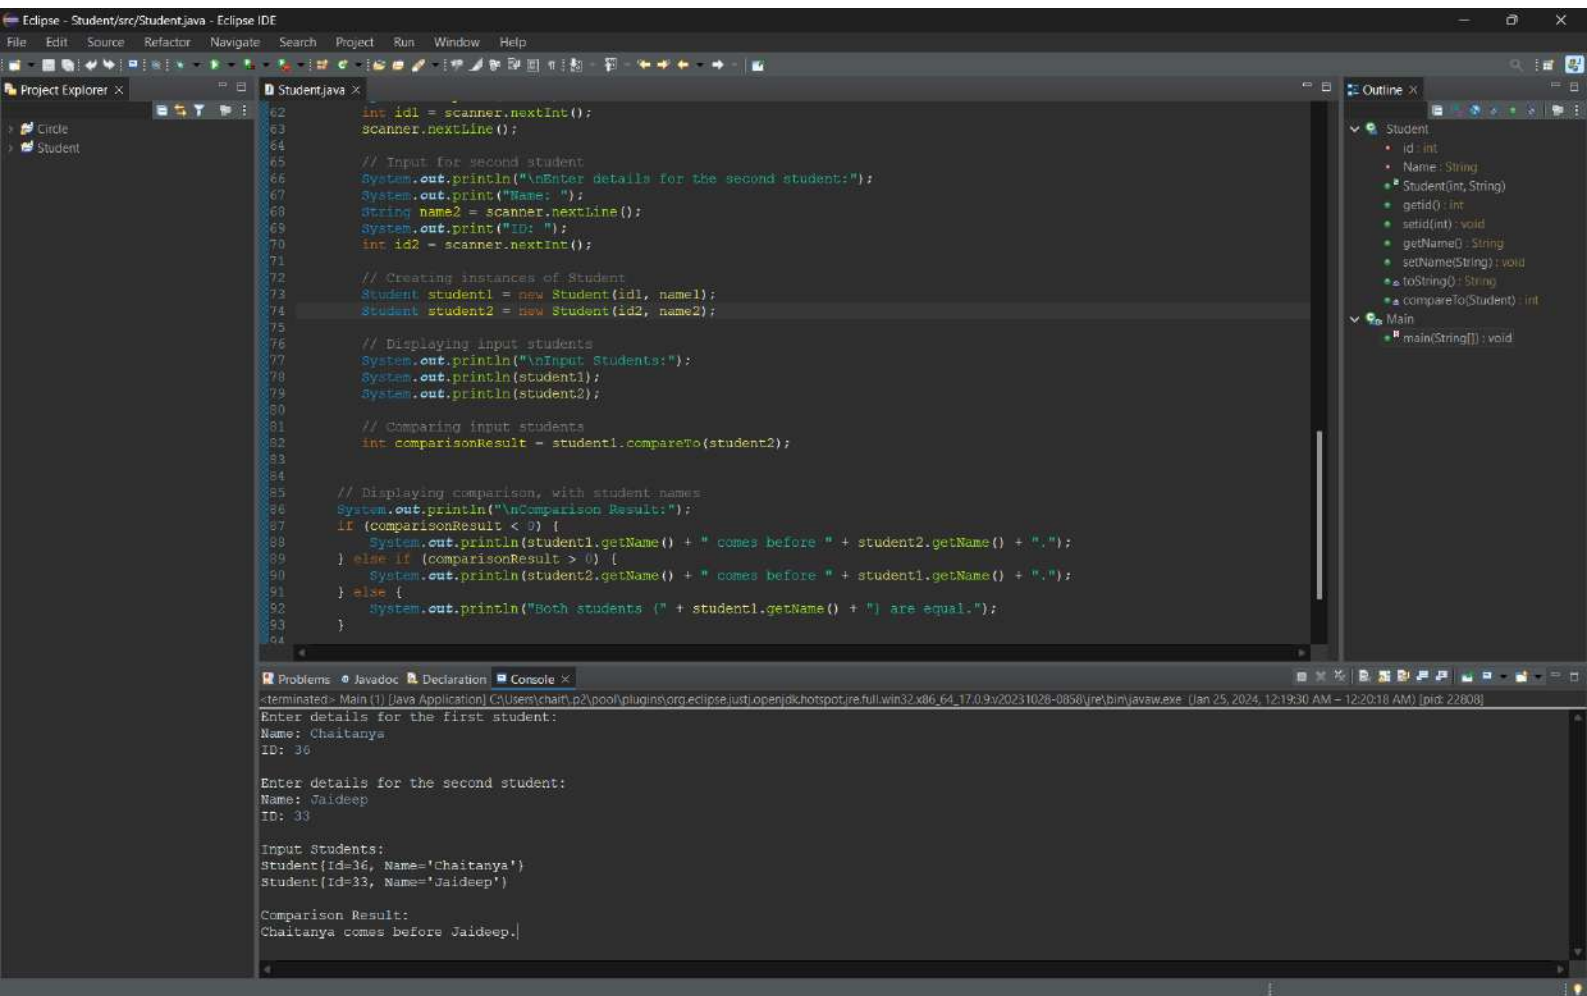 Eclipse - Student/src/Student.java - Eclipse IDE
File Edit Source Refactor Navigate Search Project Run Window Help
Project Explorer
Circle
Student
Student.java
62 int id1 = scanner.nextInt();
63 scanner.nextLine();
64
65 // Input for second student
66 System.out.println("\nEnter details for the second student:");
67 System.out.print("Name: ");
68 String name2 = scanner.nextLine();
69 System.out.print("ID: ");
70 int id2 = scanner.nextInt();
71
72 // Creating instances of Student
73 Student student1 = new Student(id1, name1);
74 Student student2 = new Student(id2, name2);
75
76 // Displaying input students
77 System.out.println("\nInput Students:");
78 System.out.println(student1);
79 System.out.println(student2);
80
81 // Comparing input students
82 int comparisonResult = student1.compareTo(student2);
83
84
85 // Displaying comparison, with student names
86 System.out.println("\nComparison Result:");
87 if (comparisonResult < 0) {
88 System.out.println(student1.getName() + " comes before " + student2.getName() + ".");
89 } else if (comparisonResult > 0) {
90 System.out.println(student2.getName() + " comes before " + student1.getName() + ".");
91 } else {
92 System.out.println("Both students (" + student1.getName() + ") are equal.");
93 }
94
Outline
Student
id : int
Name : String
Student(int, String)
getid() : int
setid(int) : void
getName() : String
setName(String) : void
toString() : String
compareTo(Student) : int
Main
main(String[]) : void
Problems Javadoc Declaration Console
<terminated> Main (1) [Java Application] C:\Users\chait\.p2\pool\plugins\org.eclipse.justj.openjdk.hotspot.jre.full.win32.x86_64_17.0.9.v20231028-0858\jre\bin\javaw.exe (Jan 25, 2024, 12:19:30 AM – 12:20:18 AM) [pid: 22808]
Enter details for the first student:
Name: Chaitanya
ID: 36
Enter details for the second student:
Name: Jaideep
ID: 33
Input Students:
Student{Id=36, Name='Chaitanya'}
Student{Id=33, Name='Jaideep'}
Comparison Result:
Chaitanya comes before Jaideep.